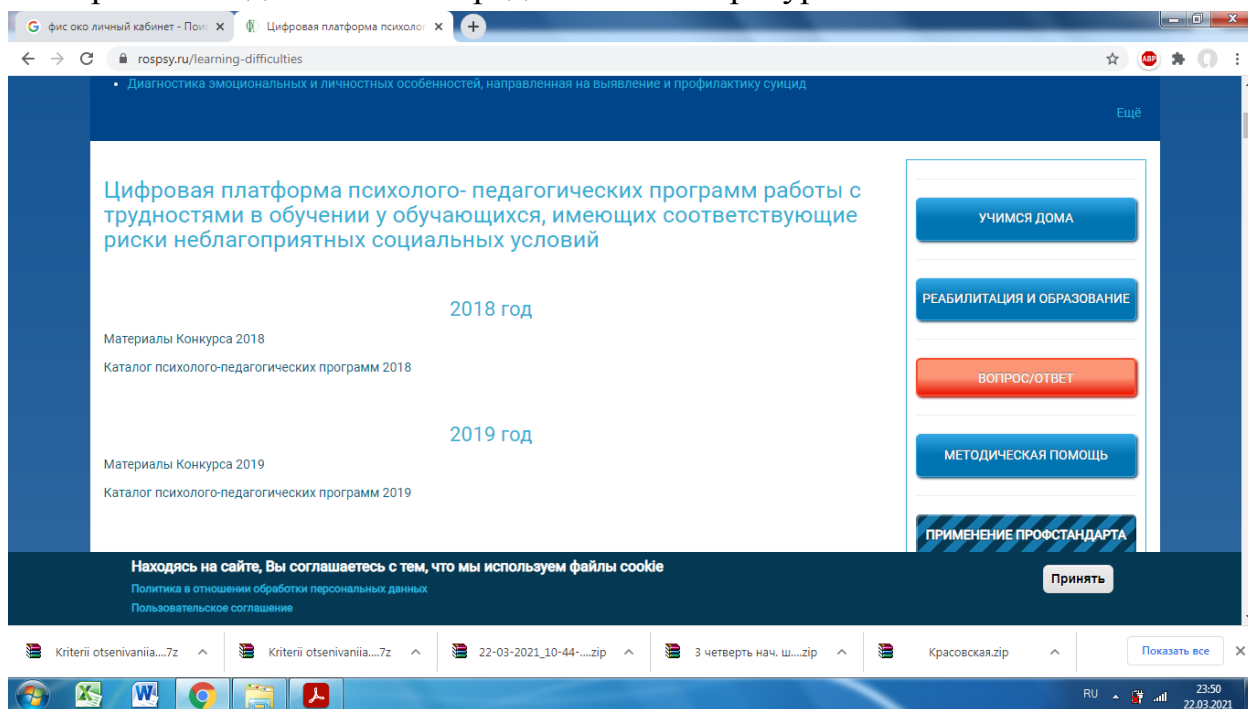 фис око личный кабинет - Пои
Цифровая платформа психолог
rospsy.ru/learning-difficulties
ABP
• Диагностика эмоциональных и личностных особенностей, направленная на выявление и профилактику суицид
Ещё
Цифровая платформа психолого- педагогических программ работы с
трудностями в обучении у обучающихся, имеющих соответствующие
риски неблагоприятных социальных условий
2018 год
Материалы Конкурса 2018
Каталог психолого-педагогических программ 2018
2019 год
Материалы Конкурса 2019
Каталог психолого-педагогических программ 2019
УЧИМСЯ ДОМА
РЕАБИЛИТАЦИЯ И ОБРАЗОВАНИЕ
ВОПРОС/ОТВЕТ
МЕТОДИЧЕСКАЯ ПОМОЩЬ
ПРИМЕНЕНИЕ ПРОФСТАНДАРТА
Находясь на сайте, Вы соглашаетесь с тем, что мы используем файлы cookie
Политика в отношении обработки персональных данных
Пользовательское соглашение
Принять
Kriterii otsenivaniia....7z
Kriterii otsenivaniia....7z
22-03-2021_10-44-....zip
3 четверть нач. ш....zip
Красовская.zip
Показать все
RU
23:50
22.03.2021